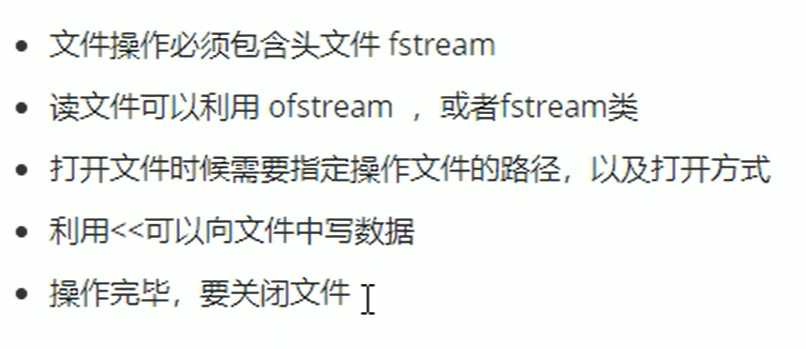 文件操作必须包含头文件 fstream
读文件可以利用 ofstream ，或者fstream类
打开文件时候需要指定操作文件的路径，以及打开方式
利用<<可以向文件中写数据
操作完毕，要关闭文件